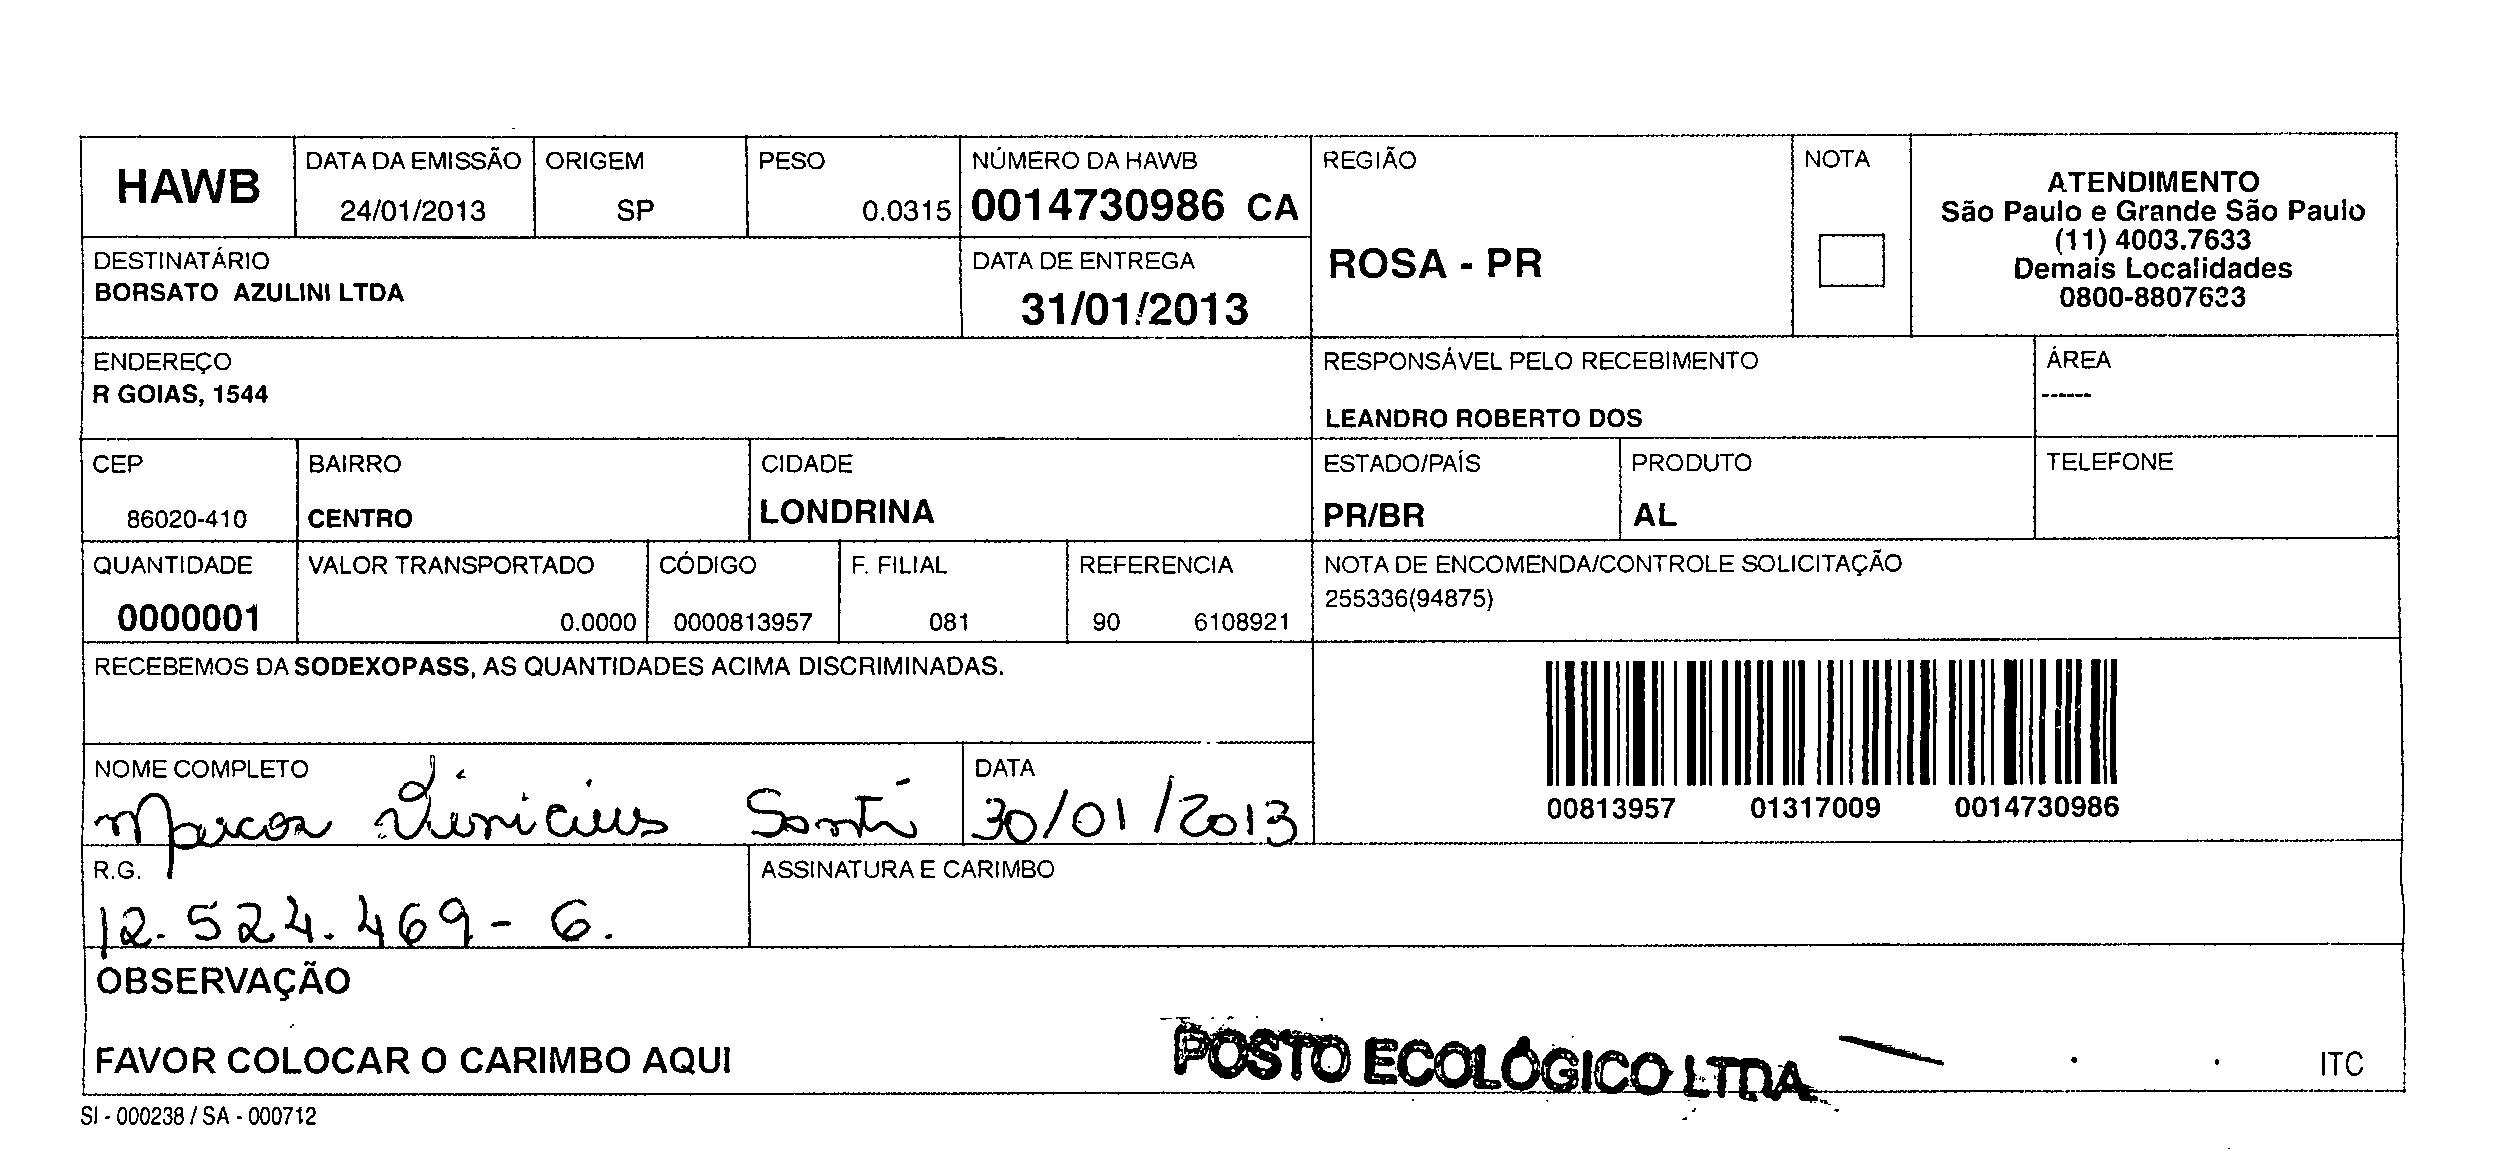 HAWB
DATA DA EMISSÃO
24/01/2013
ORIGEM
SP
PESO
0.0315
NÚMERO DA HAWB
0014730986 CA
REGIÃO
ROSA - PR
NOTA
ATENDIMENTO
São Paulo e Grande São Paulo
(11) 4003.7633
Demais Localidades
0800-8807633
DESTINATÁRIO
BORSATO AZULINI LTDA
DATA DE ENTREGA
31/01/2013
ENDEREÇO
R GOIAS, 1544
RESPONSÁVEL PELO RECEBIMENTO
LEANDRO ROBERTO DOS
ÁREA
------
CEP
86020-410
BAIRRO
CENTRO
CIDADE
LONDRINA
ESTADO/PAÍS
PR/BR
PRODUTO
AL
TELEFONE
QUANTIDADE
0000001
VALOR TRANSPORTADO
0.0000
CÓDIGO
0000813957
F. FILIAL
081
REFERENCIA
90 6108921
NOTA DE ENCOMENDA/CONTROLE SOLICITAÇÃO
255336(94875)
RECEBEMOS DA SODEXOPASS, AS QUANTIDADES ACIMA DISCRIMINADAS.
00813957 01317009 0014730986
NOME COMPLETO
Marcos Vinicius Santi
DATA
30/01/2013
R.G.
12.524.469-6.
ASSINATURA E CARIMBO
OBSERVAÇÃO
FAVOR COLOCAR O CARIMBO AQUI
POSTO ECOLÓGICO LTDA
ITC
SI - 000238 / SA - 000712